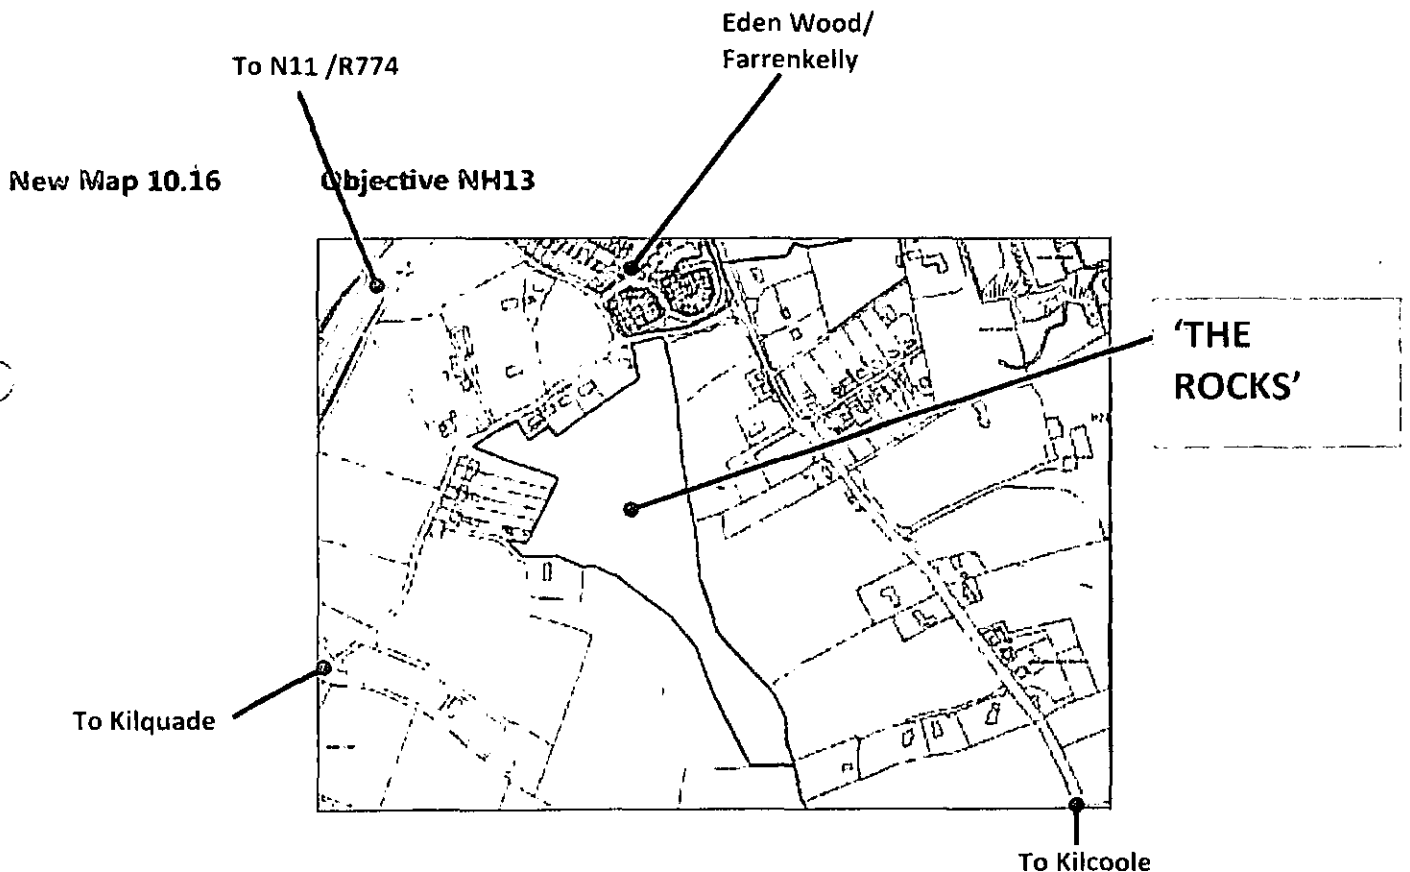 Eden Wood/
Farrenkelly
To N11 /R774
New Map 10.16 Objective NH13
‘THE
ROCKS’
To Kilquade
To Kilcoole